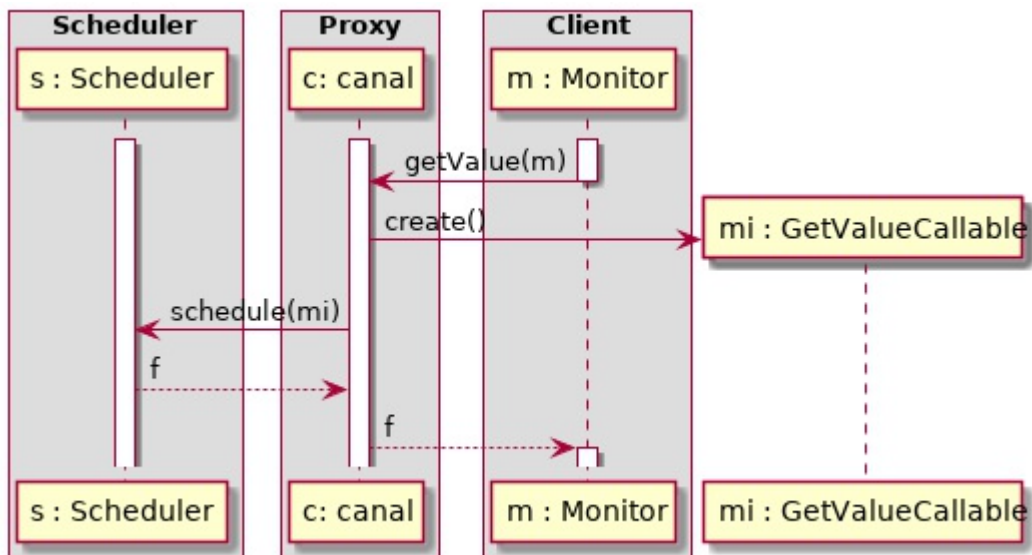 Scheduler
Proxy
Client
s : Scheduler
c: canal
m : Monitor
getValue(m)
create()
mi : GetValueCallable
schedule(mi)
f
f
s : Scheduler
c: canal
m : Monitor
mi : GetValueCallable